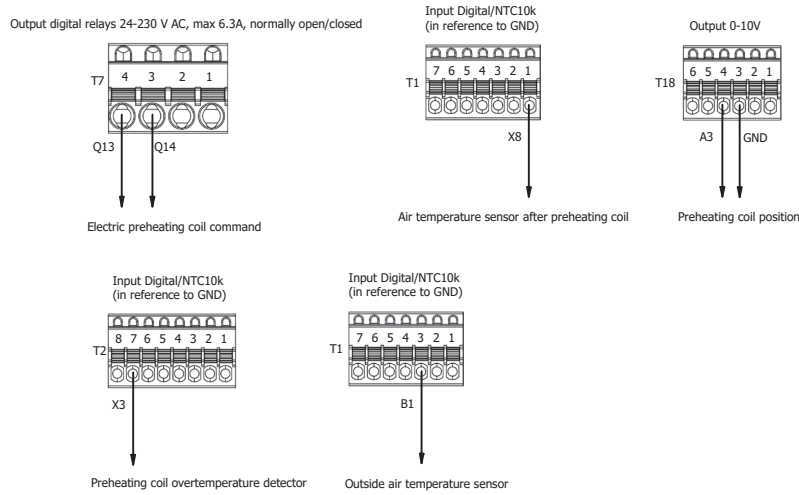 Output digital relays 24-230 V AC, max 6.3A, normally open/closed
T7
4 3 2 1
Q13
Q14
Electric preheating coil command
Input Digital/NTC10k
(in reference to GND)
T1
7 6 5 4 3 2 1
X8
Air temperature sensor after preheating coil
Output 0-10V
T18
6 5 4 3 2 1
A3
GND
Preheating coil position
Input Digital/NTC10k
(in reference to GND)
T2
8 7 6 5 4 3 2 1
X3
Preheating coil overtemperature detector
Input Digital/NTC10k
(in reference to GND)
T1
7 6 5 4 3 2 1
B1
Outside air temperature sensor